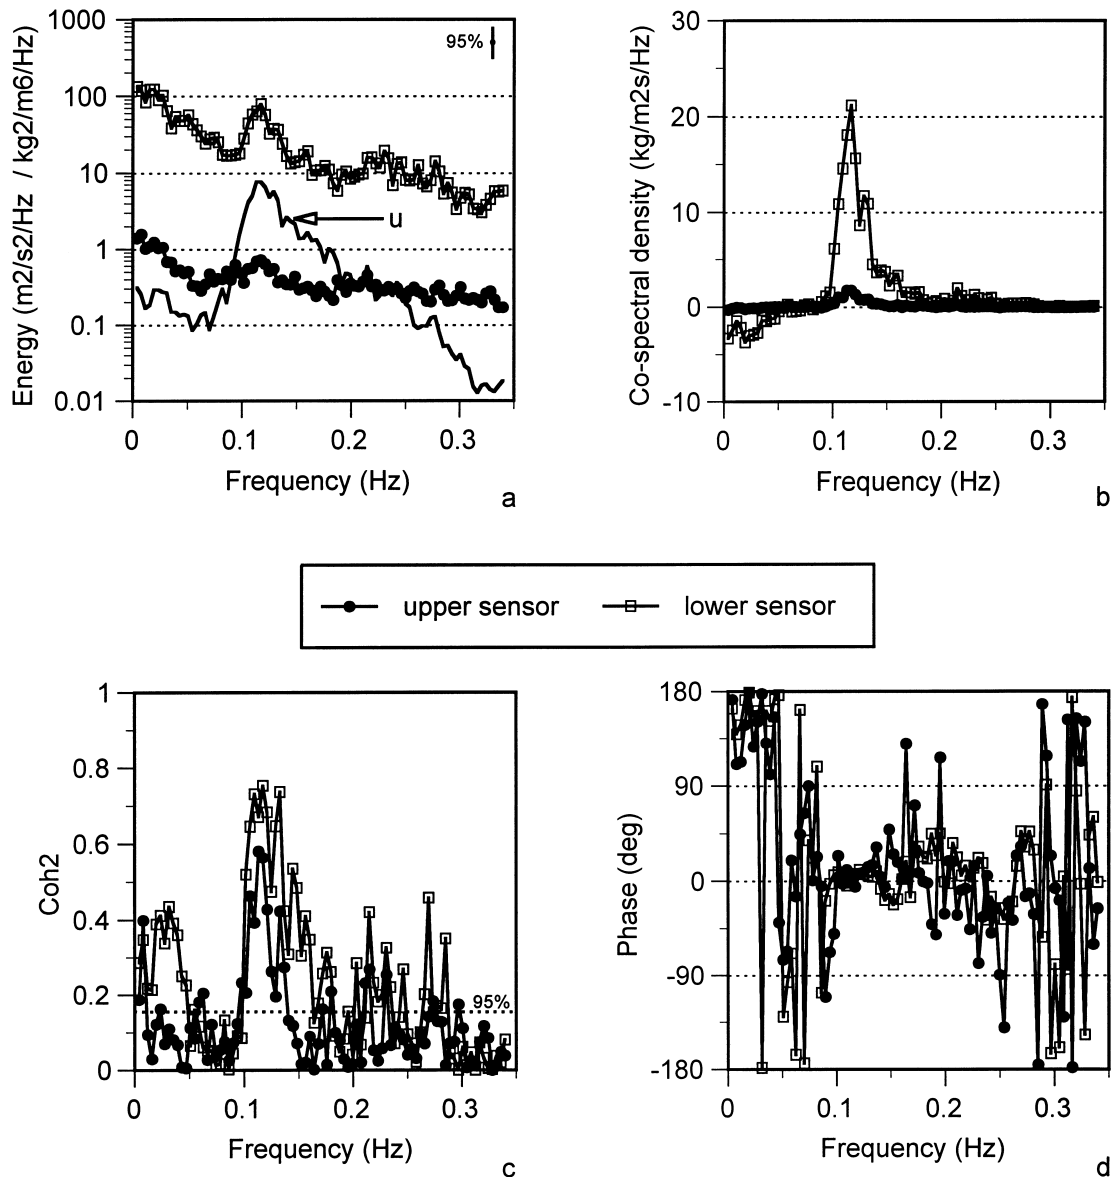 1000
100
10
1
0.1
0.01
Energy (m2/s2/Hz / kg2/m6/Hz)
95%
u
0 0.1 0.2 0.3
Frequency (Hz)
a
30
20
10
0
-10
Co-spectral density (kg/m2s/Hz)
0 0.1 0.2 0.3
Frequency (Hz)
b
upper sensor lower sensor
1
0.8
0.6
0.4
0.2
0
Coh2
95%
0 0.1 0.2 0.3
Frequency (Hz)
c
180
90
0
-90
-180
Phase (deg)
0 0.1 0.2 0.3
Frequency (Hz)
d